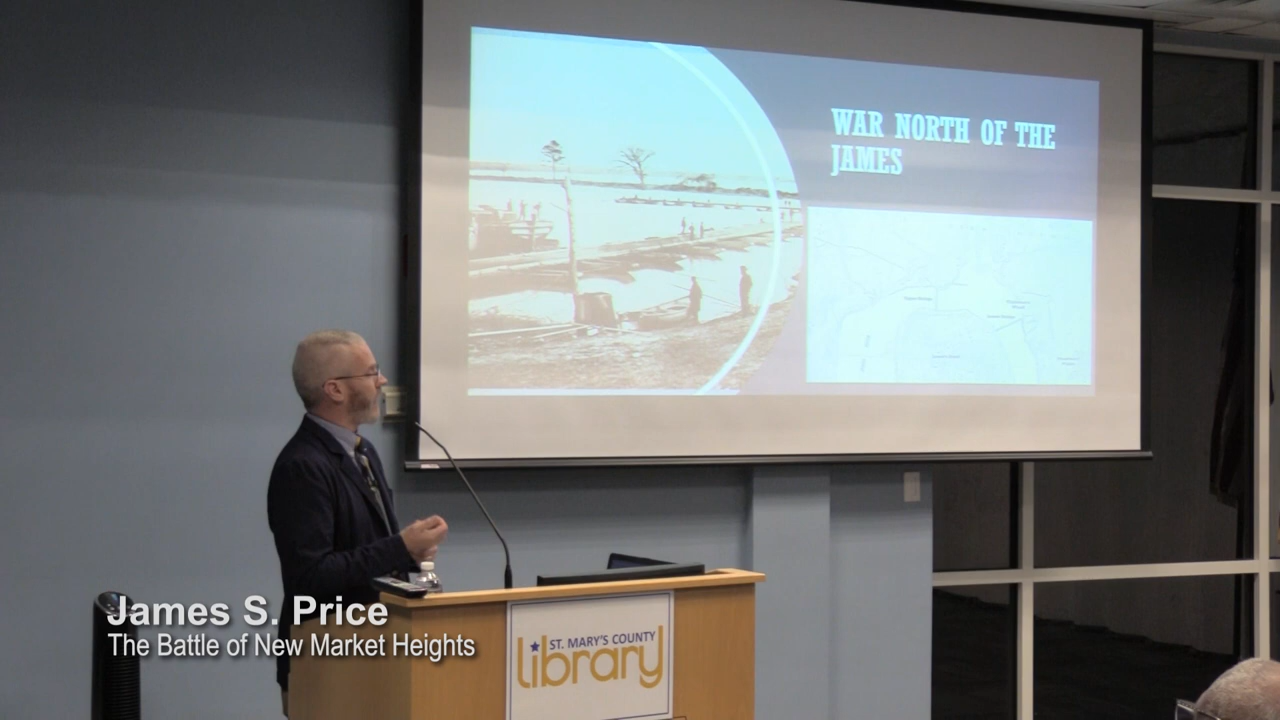 WAR NORTH OF THE
JAMES
James S. Price
The Battle of New Market Heights
ST. MARY'S COUNTY
library